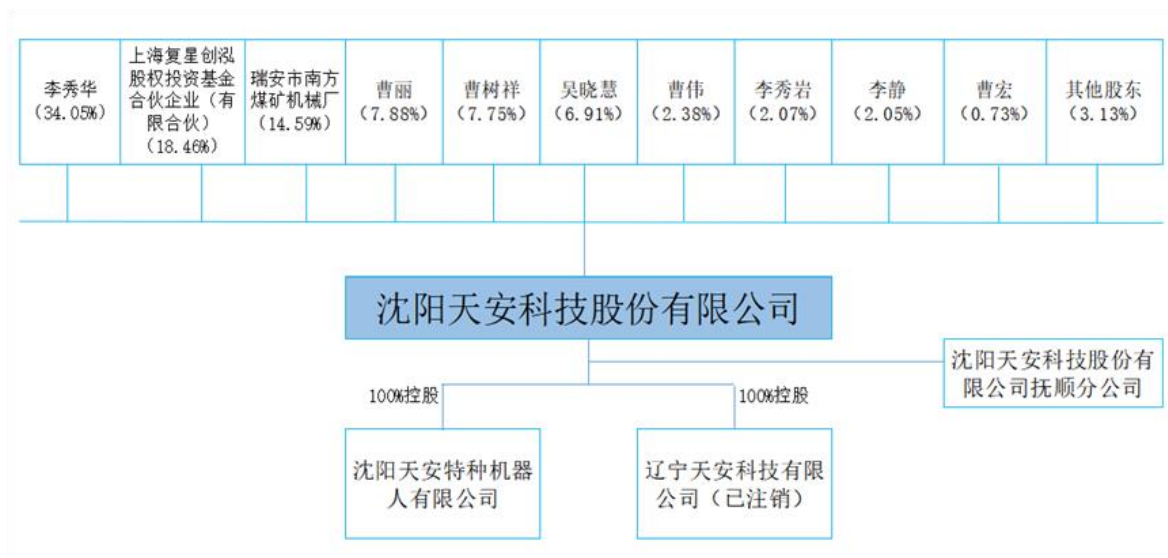 李秀华
(34.05%)
上海复星创泓
股权投资基金
合伙企业（有
限合伙）
(18.46%)
瑞安市南方
煤矿机械厂
(14.59%)
曹丽
(7.88%)
曹树祥
(7.75%)
吴晓慧
(6.91%)
曹伟
(2.38%)
李秀岩
(2.07%)
李静
(2.05%)
曹宏
(0.73%)
其他股东
(3.13%)
沈阳天安科技股份有限公司
沈阳天安科技股份有
限公司抚顺分公司
100%控股
100%控股
沈阳天安特种机器
人有限公司
辽宁天安科技有限
公司（已注销）